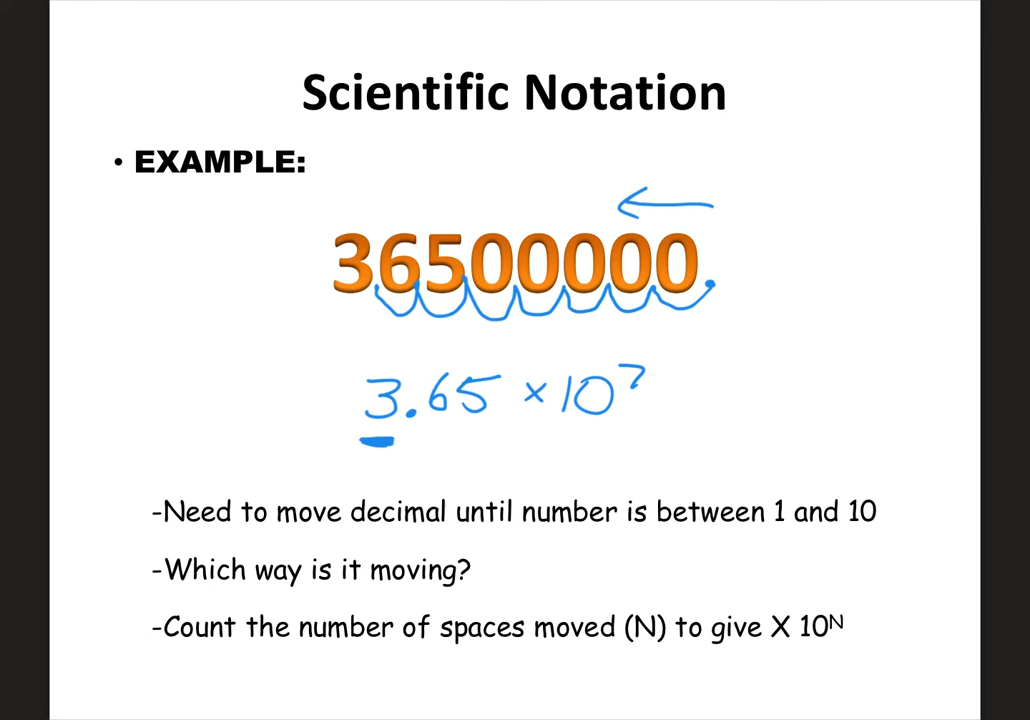 Scientific Notation
• EXAMPLE:
36500000.
3.65 × 10⁷
-Need to move decimal until number is between 1 and 10
-Which way is it moving?
-Count the number of spaces moved (N) to give X 10ᴺ